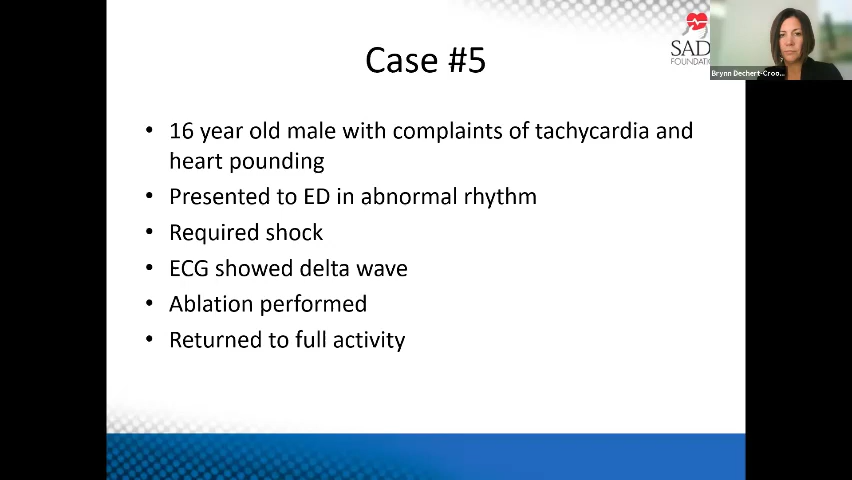 Case #5
SAD
FOUNDATIO
Brynn Dechert-Croo...
• 16 year old male with complaints of tachycardia and
heart pounding
• Presented to ED in abnormal rhythm
• Required shock
• ECG showed delta wave
• Ablation performed
• Returned to full activity